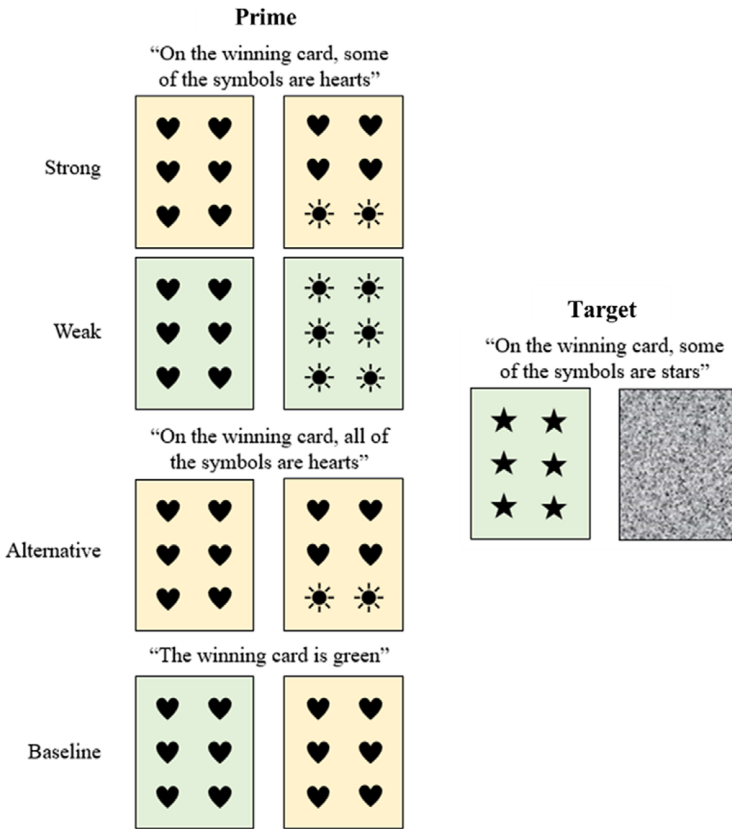 Prime
“On the winning card, some
of the symbols are hearts”
Strong
Weak
“On the winning card, all of
the symbols are hearts”
Alternative
“The winning card is green”
Baseline
Target
“On the winning card, some
of the symbols are stars”